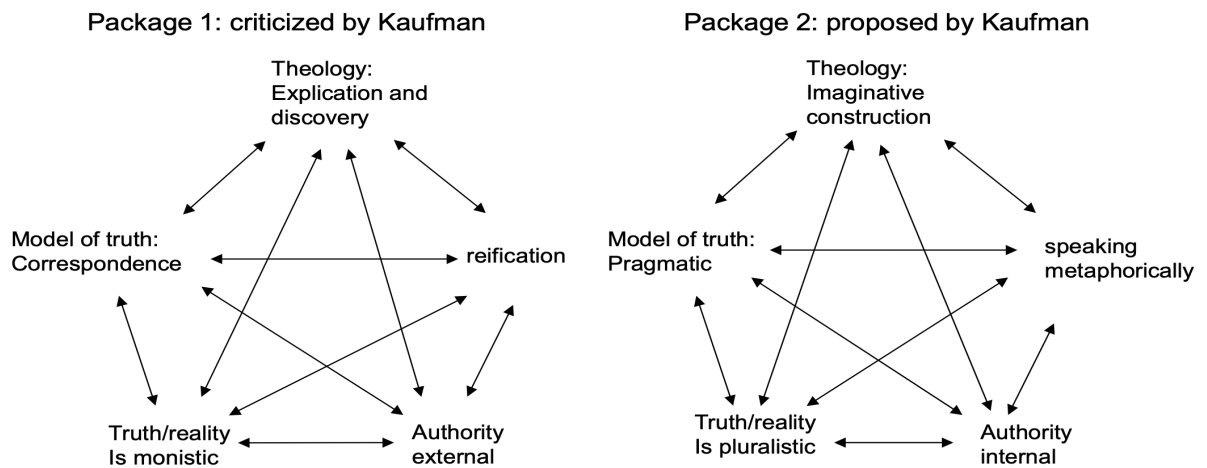 Package 1: criticized by Kaufman
Theology:
Explication and
discovery
Model of truth:
Correspondence
reification
Truth/reality
Is monistic
Authority
external
Package 2: proposed by Kaufman
Theology:
Imaginative
construction
Model of truth:
Pragmatic
speaking
metaphorically
Truth/reality
Is pluralistic
Authority
internal